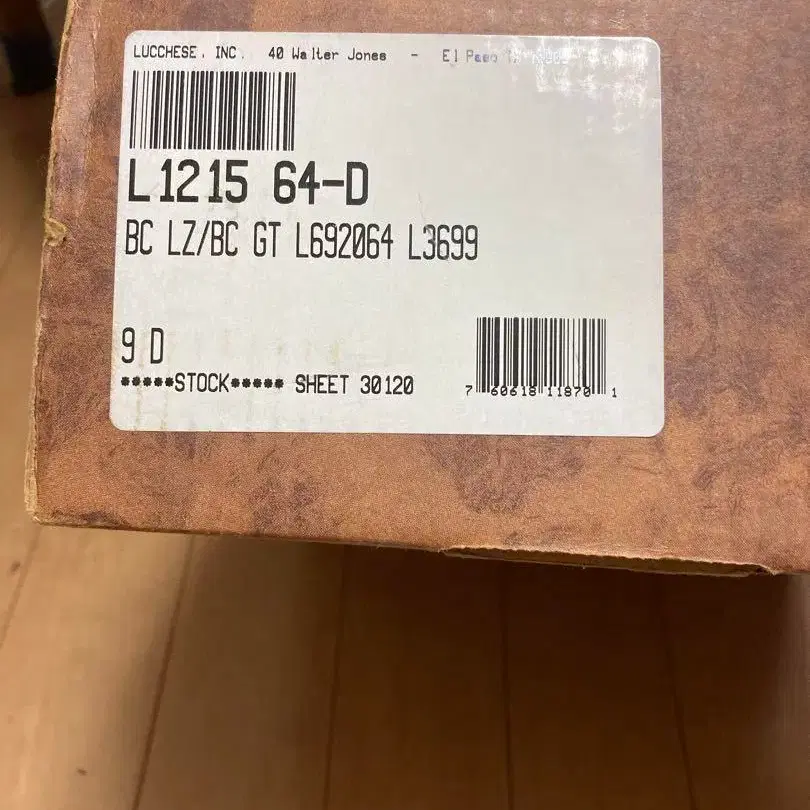 LUCCHESE, INC. 40 Walter Jones - El Paso
L1215 64-D
BC LZ/BC GT L692064 L3699
9 D
*****STOCK***** SHEET 30120
7 60618 11870 1